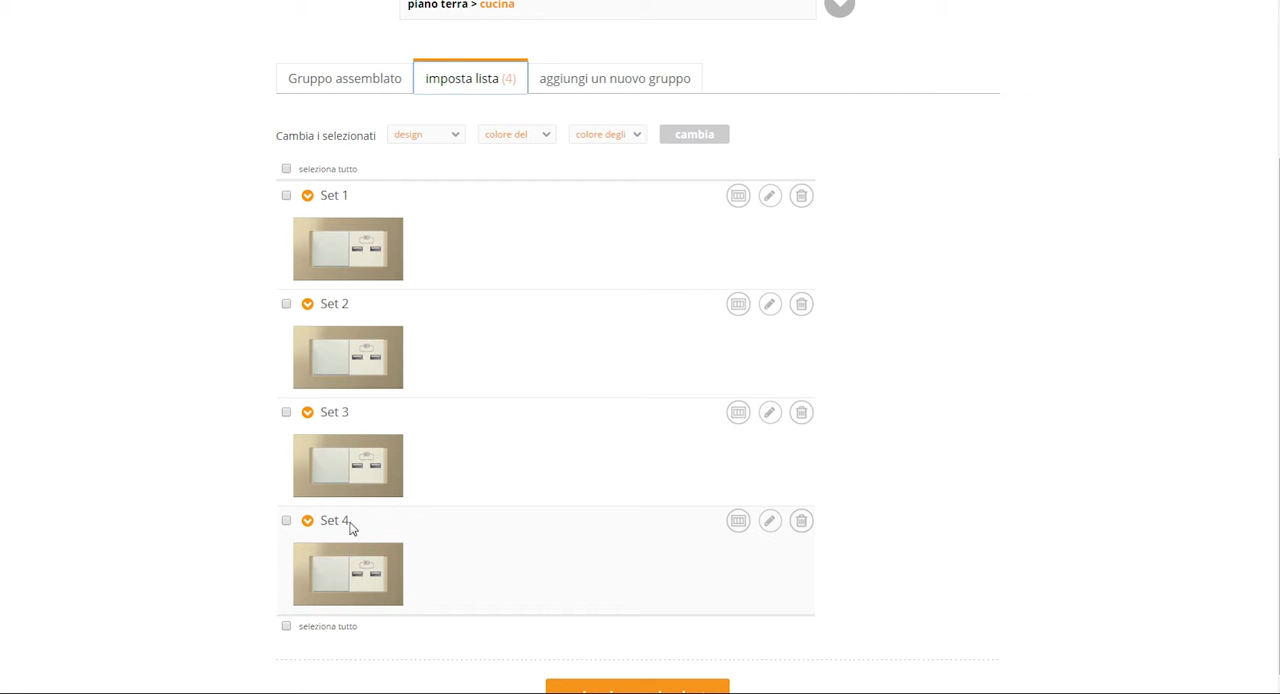 piano terra > cucina
Gruppo assemblato imposta lista (4) aggiungi un nuovo gruppo
Cambia i selezionati design colore del colore degli cambia
seleziona tutto
Set 1
Set 2
Set 3
Set 4
seleziona tutto